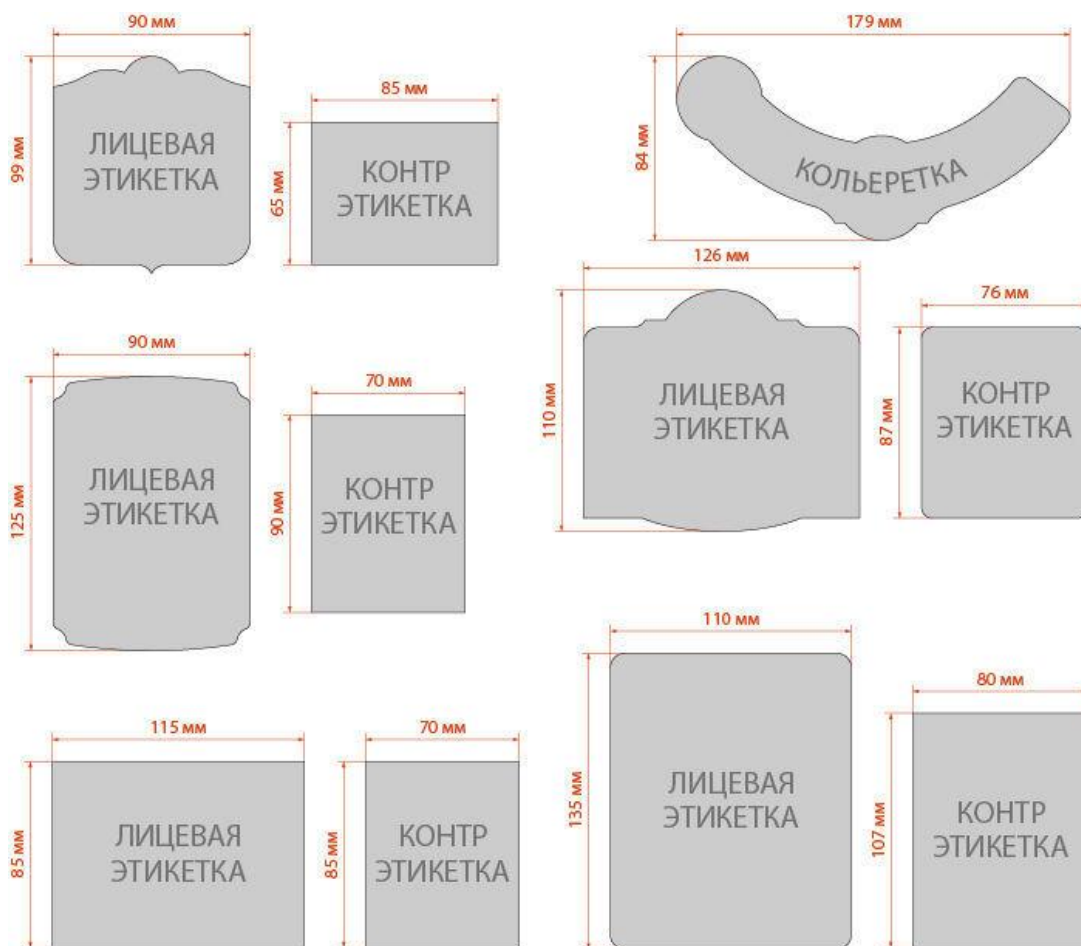 90 мм
99 мм
ЛИЦЕВАЯ
ЭТИКЕТКА
85 мм
65 мм
КОНТР
ЭТИКЕТКА
179 мм
84 мм
КОЛЬЕРЕТКА
126 мм
110 мм
ЛИЦЕВАЯ
ЭТИКЕТКА
76 мм
87 мм
КОНТР
ЭТИКЕТКА
90 мм
125 мм
ЛИЦЕВАЯ
ЭТИКЕТКА
70 мм
90 мм
КОНТР
ЭТИКЕТКА
110 мм
135 мм
ЛИЦЕВАЯ
ЭТИКЕТКА
80 мм
107 мм
КОНТР
ЭТИКЕТКА
115 мм
85 мм
ЛИЦЕВАЯ
ЭТИКЕТКА
70 мм
85 мм
КОНТР
ЭТИКЕТКА